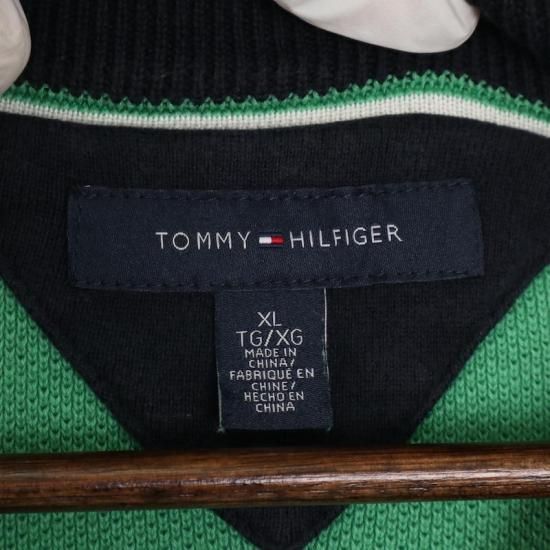 TOMMY HILFIGER
XL
TG/XG
MADE IN
CHINA/
FABRIQUÉ EN
CHINE/
HECHO EN
CHINA